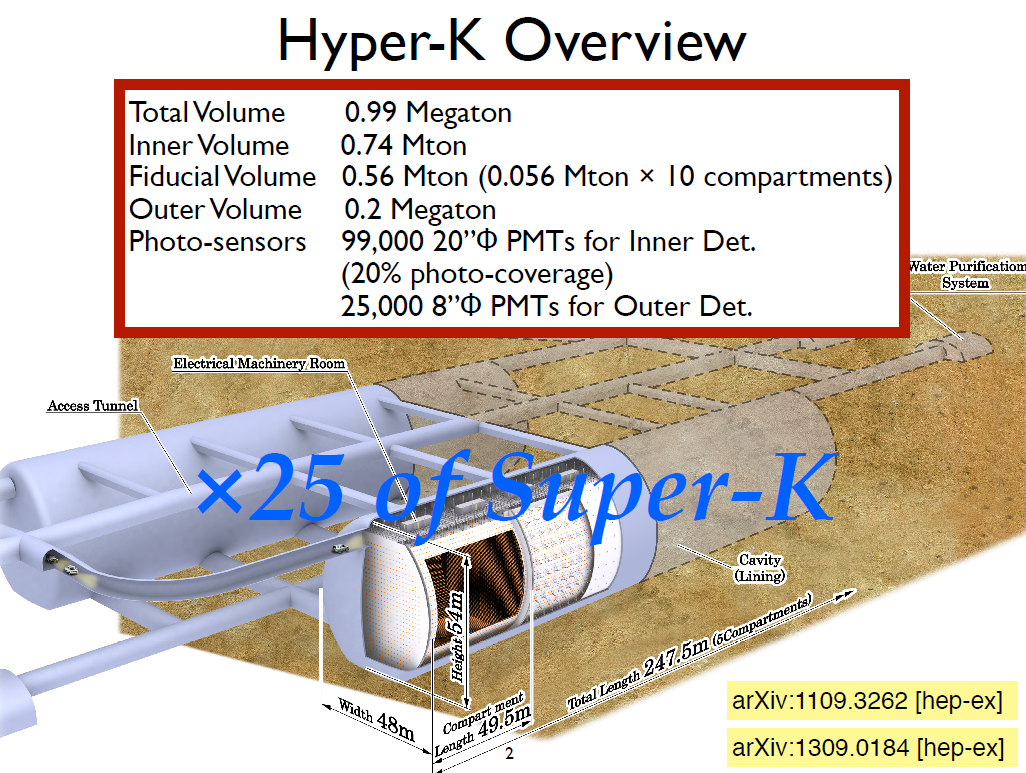 Hyper-K Overview
Total Volume 0.99 Megaton
Inner Volume 0.74 Mton
Fiducial Volume 0.56 Mton (0.056 Mton × 10 compartments)
Outer Volume 0.2 Megaton
Photo-sensors 99,000 20”Φ PMTs for Inner Det.
(20% photo-coverage)
25,000 8”Φ PMTs for Outer Det.
Water Purification
System
Electrical Machinery Room
Access Tunnel
×25 of Super-K
Cavity
(Lining)
Height 54m
Total Length 247.5m (5Compartments)
Width 48m
Compart ment
Length 49.5m
arXiv:1109.3262 [hep-ex]
arXiv:1309.0184 [hep-ex]
2